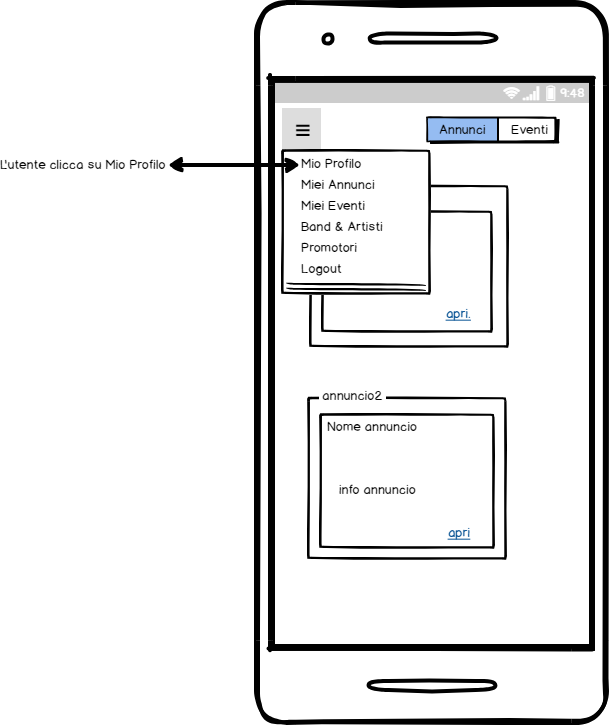 9:48
Annunci Eventi
L'utente clicca su Mio Profilo
Mio Profilo
Miei Annunci
Miei Eventi
Band & Artisti
Promotori
Logout
apri.
annuncio2
Nome annuncio
info annuncio
apri